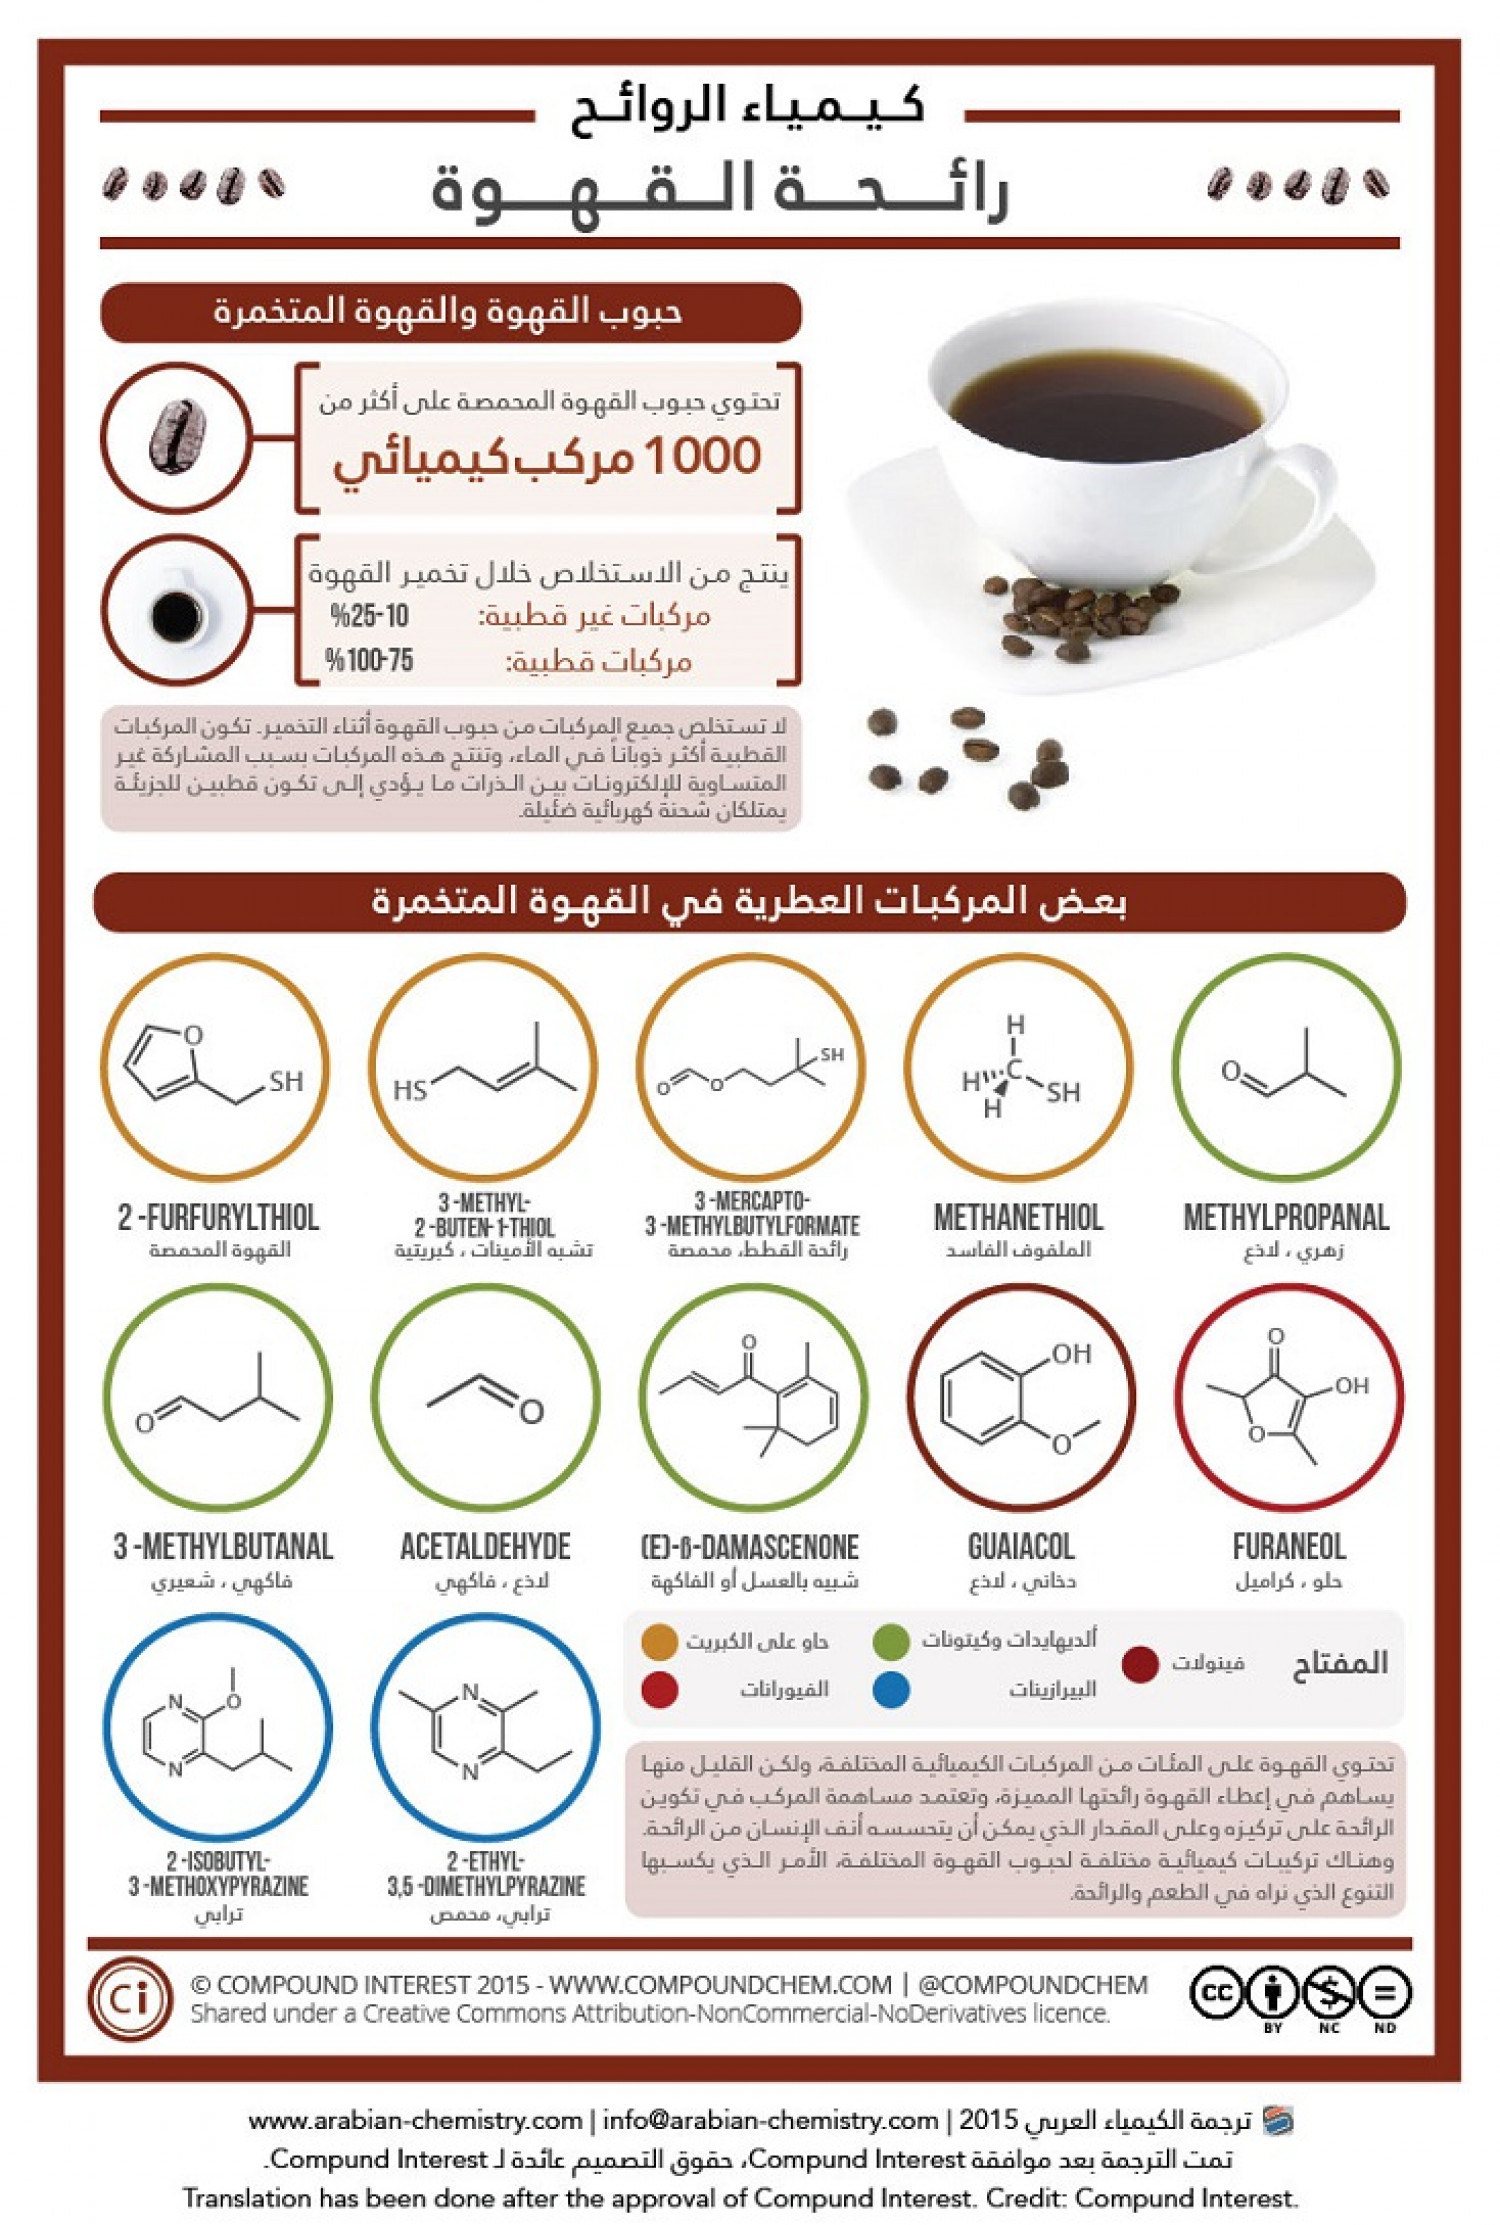 كيمياء الروائح
رائحة القهوة
حبوب القهوة والقهوة المتخمرة
تحتوي حبوب القهوة المحمصة على أكثر من
1000 مركب كيميائي
ينتج من الاستخلاص خلال تخمير القهوة
مركبات غير قطبية: 10-25%
مركبات قطبية: 75-100%
لا تستخلص جميع المركبات من حبوب القهوة أثناء التخمير. تكون المركبات
القطبية أكثر ذوباناً في الماء، وتنتج هذه المركبات بسبب المشاركة غير
المتساوية للإلكترونات بين الذرات ما يؤدي إلى تكون قطبين للجزيئة
يمتلكان شحنة كهربائية ضئيلة.
بعض المركبات العطرية في القهوة المتخمرة
O
SH
HS
O
O
SH
H
H
C
H
SH
O
2 -FURFURYLTHIOL
القهوة المحمصة
3 -METHYL-
2 -BUTEN-1-THIOL
تشبه الأمينات ، كبريتية
3 -MERCAPTO-
3 -METHYLBUTYLFORMATE
رائحة القطط، محمصة
METHANETHIOL
الملفوف الفاسد
METHYLPROPANAL
زهري ، لاذع
O
O
O
OH
O
O
OH
O
3 -METHYLBUTANAL
فاكهي ، شعيري
ACETALDEHYDE
لاذع ، فاكهي
(E)-ß-DAMASCENONE
شبيه بالعسل أو الفاكهة
GUAIACOL
دخاني ، لاذع
FURANEOL
حلو ، كراميل
N
O
N
N
N
2 -ISOBUTYL-
3 -METHOXYPYRAZINE
ترابي
2 -ETHYL-
3,5 -DIMETHYLPYRAZINE
ترابي، محمص
المفتاح
فينولات
ألديهايدات وكيتونات
حاو على الكبريت
البيرازينات
الفيورانات
تحتوي القهوة على المئات من المركبات الكيميائية المختلفة، ولكن القليل منها
يساهم في إعطاء القهوة رائحتها المميزة، وتعتمد مساهمة المركب في تكوين
الرائحة على تركيزه وعلى المقدار الذي يمكن أن يتحسسه أنف الإنسان من الرائحة.
وهناك تركيبات كيميائية مختلفة لحبوب القهوة المختلفة، الأمر الذي يكسبها
التنوع الذي نراه في الطعم والرائحة.
Ci
© COMPOUND INTEREST 2015 - WWW.COMPOUNDCHEM.COM | @COMPOUNDCHEM
Shared under a Creative Commons Attribution-NonCommercial-NoDerivatives licence.
CC
BY NC ND
ترجمة الكيمياء العربي 2015 | www.arabian-chemistry.com | info@arabian-chemistry.com
تمت الترجمة بعد موافقة Compund Interest، حقوق التصميم عائدة لـ Compund Interest.
Translation has been done after the approval of Compund Interest. Credit: Compund Interest.